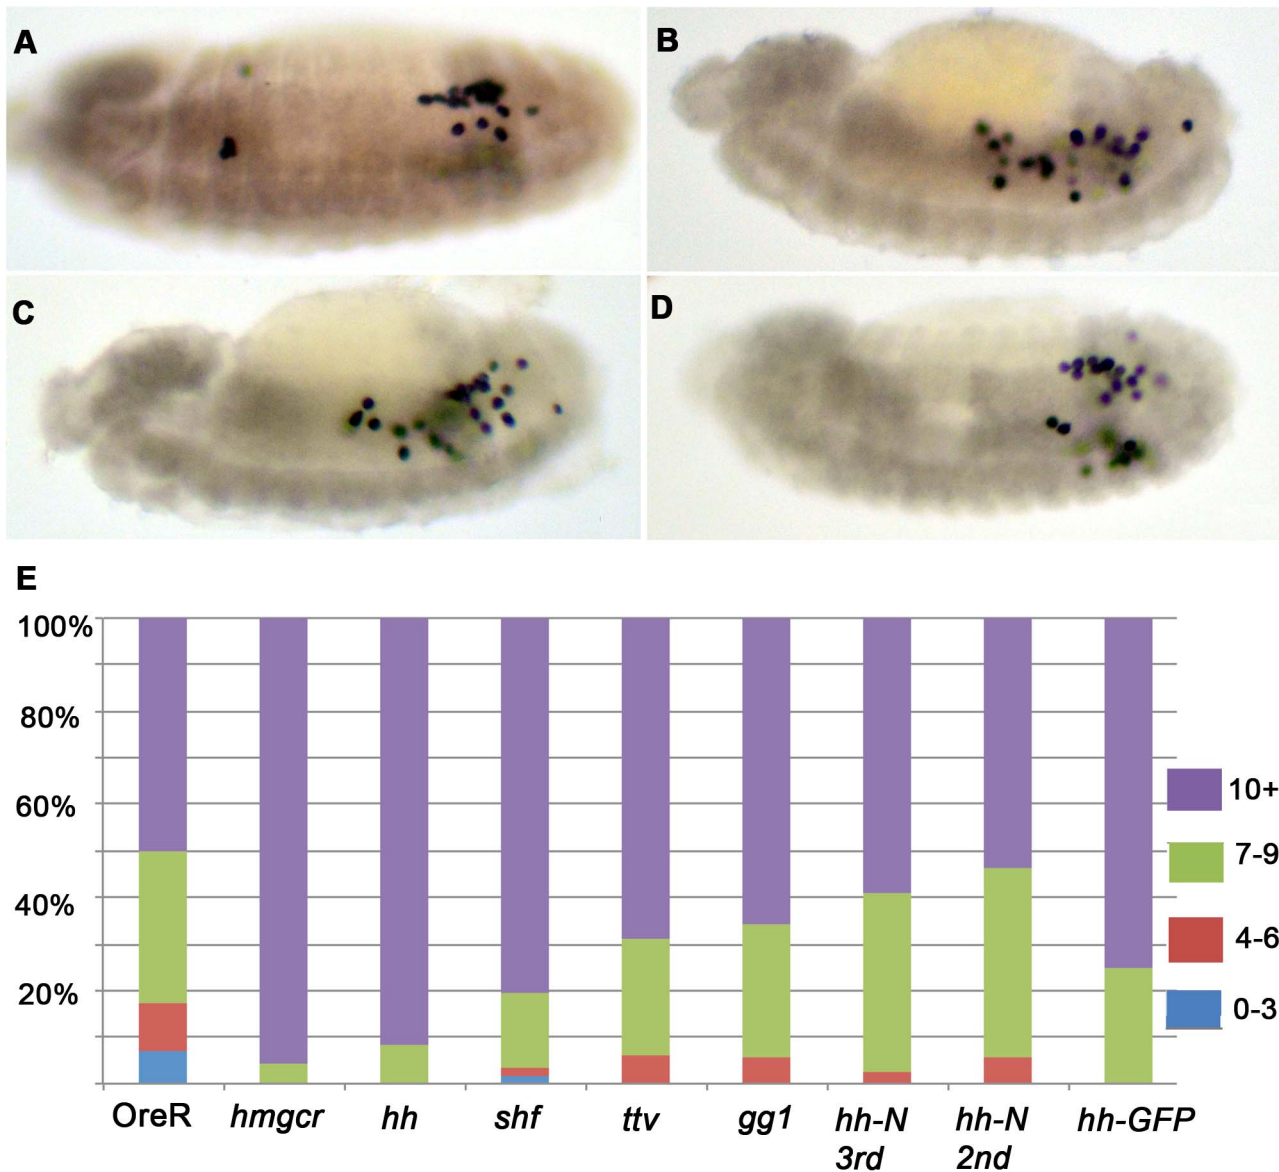 A
B
C
D
E
100%
80%
60%
40%
20%
10+
7-9
4-6
0-3
OreR hmgcr hh shf ttv gg1 hh-N 3rd hh-N 2nd hh-GFP